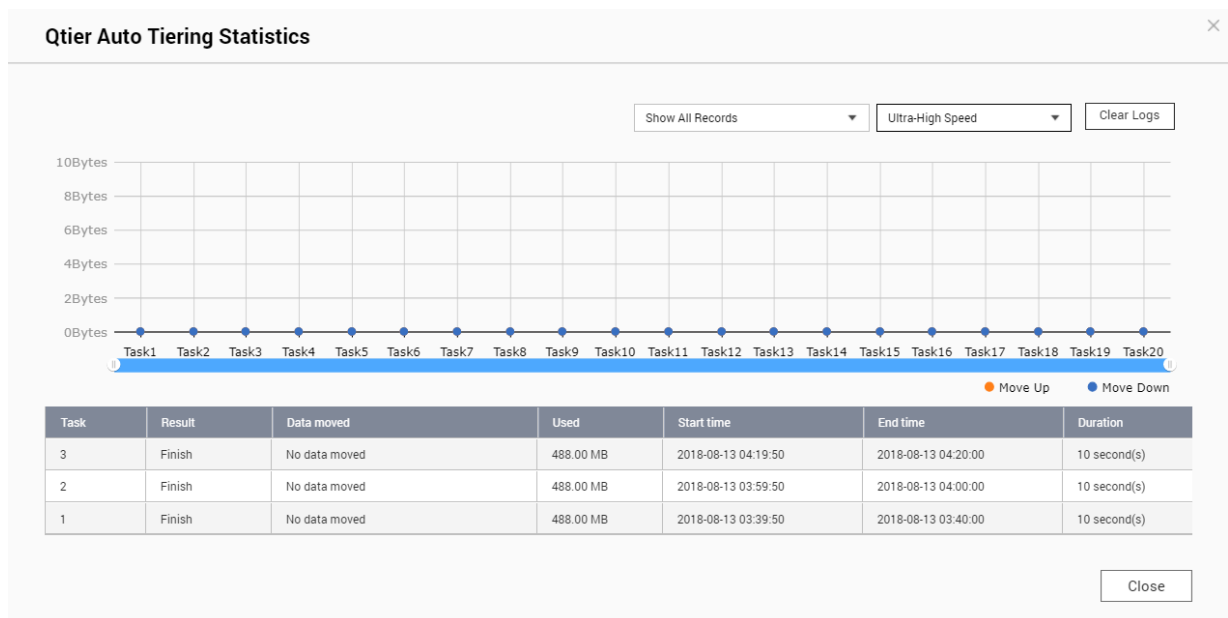 Qtier Auto Tiering Statistics
Show All Records Ultra-High Speed Clear Logs
10Bytes
8Bytes
6Bytes
4Bytes
2Bytes
0Bytes
Task1 Task2 Task3 Task4 Task5 Task6 Task7 Task8 Task9 Task10 Task11 Task12 Task13 Task14 Task15 Task16 Task17 Task18 Task19 Task20
Move Up Move Down
Task Result Data moved Used Start time End time Duration
3 Finish No data moved 488.00 MB 2018-08-13 04:19:50 2018-08-13 04:20:00 10 second(s)
2 Finish No data moved 488.00 MB 2018-08-13 03:59:50 2018-08-13 04:00:00 10 second(s)
1 Finish No data moved 488.00 MB 2018-08-13 03:39:50 2018-08-13 03:40:00 10 second(s)
Close